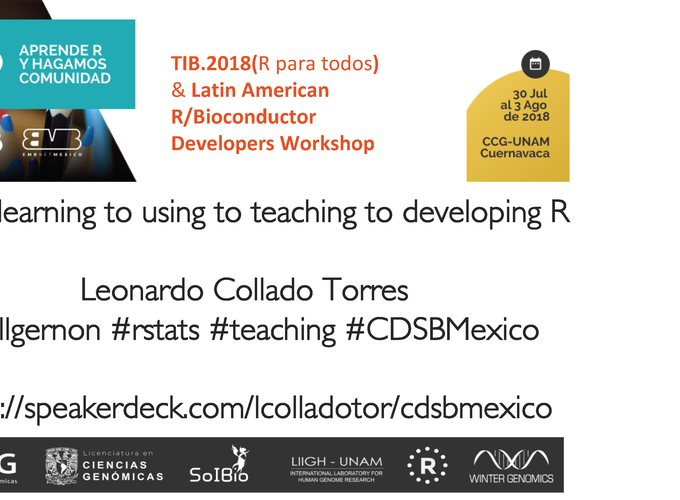 APRENDE R
Y HAGAMOS
COMUNIDAD
EMBNETMEXICO
TIB.2018(R para todos)
& Latin American
R/Bioconductor
Developers Workshop
30 Jul
al 3 Ago
de 2018
CCG-UNAM
Cuernavaca
learning to using to teaching to developing R
Leonardo Collado Torres
llgernon #rstats #teaching #CDSBMexico
://speakerdeck.com/lcolladotor/cdsbmexico
G
ómicas
Licenciatura en
CIENCIAS
GENÓMICAS
SoIBio
LIIGH - UNAM
INTERNATIONAL LABORATORY FOR
HUMAN GENOME RESEARCH
R
WINTER GENOMICS